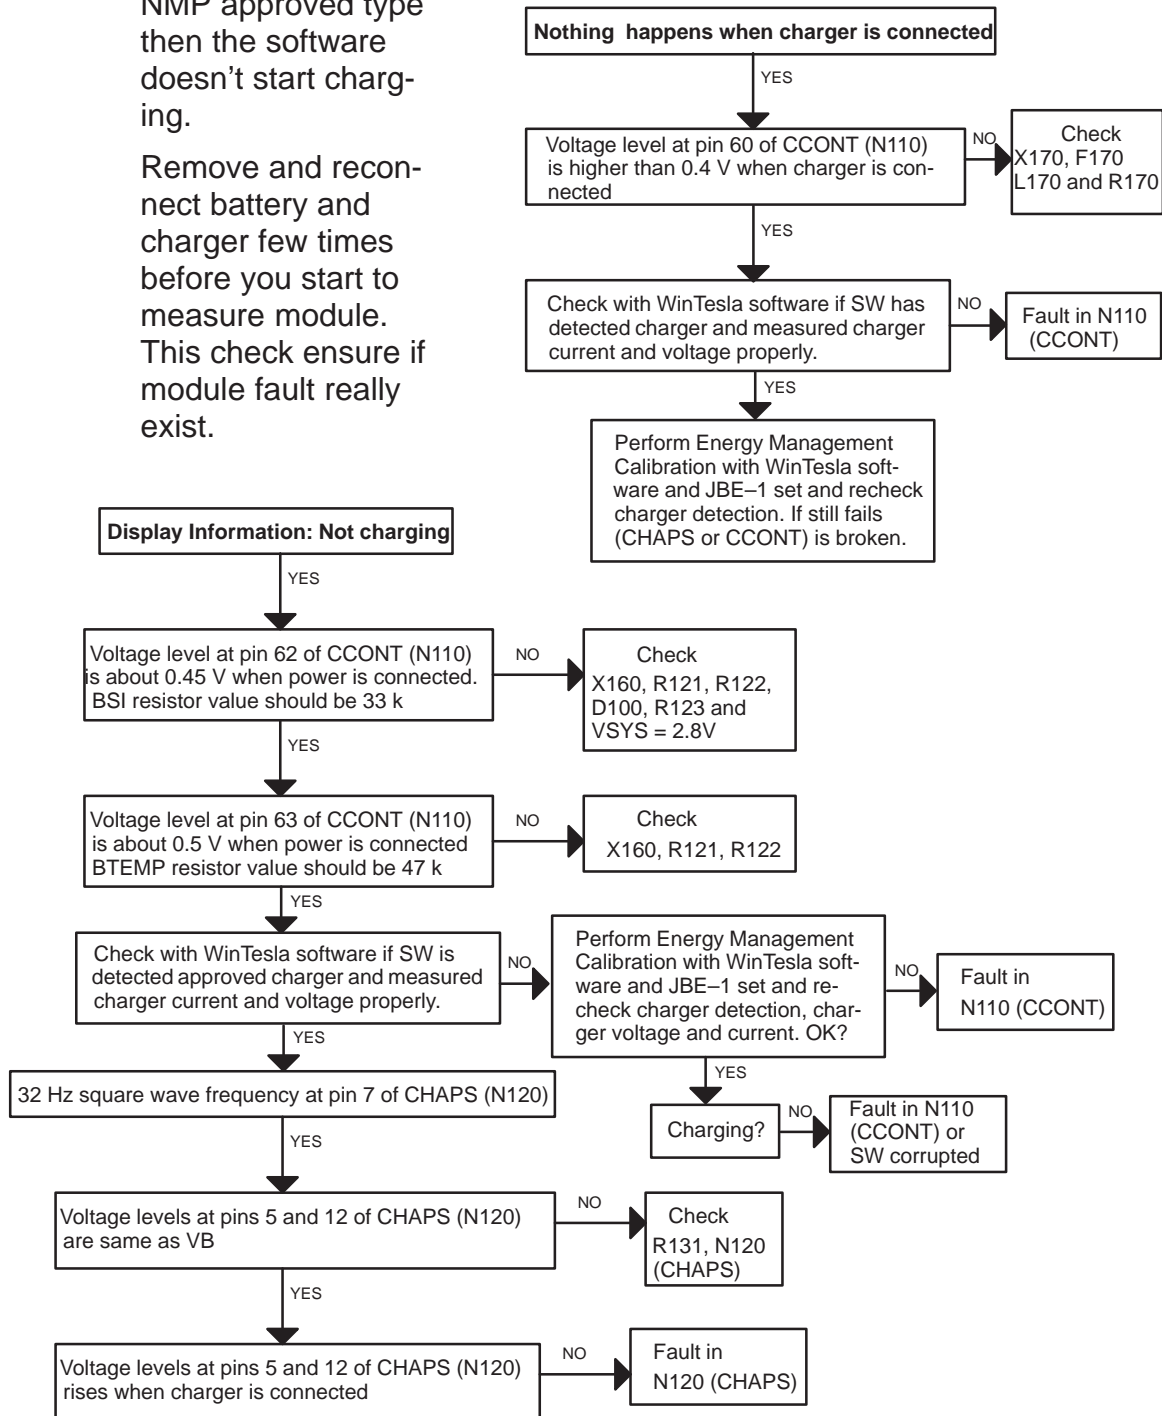 NMP approved type
then the software
doesn't start charg-
ing.
Remove and recon-
nect battery and
charger few times
before you start to
measure module.
This check ensure if
module fault really
exist.
Nothing happens when charger is connected
YES
Voltage level at pin 60 of CCONT (N110)
is higher than 0.4 V when charger is con-
nected
NO
Check
X170, F170
L170 and R170
YES
Check with WinTesla software if SW has
detected charger and measured charger
current and voltage properly.
NO
Fault in N110
(CCONT)
YES
Perform Energy Management
Calibration with WinTesla soft-
ware and JBE–1 set and recheck
charger detection. If still fails
(CHAPS or CCONT) is broken.
Display Information: Not charging
YES
Voltage level at pin 62 of CCONT (N110)
is about 0.45 V when power is connected.
BSI resistor value should be 33 k
NO
Check
X160, R121, R122,
D100, R123 and
VSYS = 2.8V
YES
Voltage level at pin 63 of CCONT (N110)
is about 0.5 V when power is connected
BTEMP resistor value should be 47 k
NO
Check
X160, R121, R122
YES
Check with WinTesla software if SW is
detected approved charger and measured
charger current and voltage properly.
NO
Perform Energy Management
Calibration with WinTesla soft-
ware and JBE–1 set and re-
check charger detection, char-
ger voltage and current. OK?
NO
Fault in
N110 (CCONT)
YES
Charging?
NO
Fault in N110
(CCONT) or
SW corrupted
YES
32 Hz square wave frequency at pin 7 of CHAPS (N120)
YES
Voltage levels at pins 5 and 12 of CHAPS (N120)
are same as VB
NO
Check
R131, N120
(CHAPS)
YES
Voltage levels at pins 5 and 12 of CHAPS (N120)
rises when charger is connected
NO
Fault in
N120 (CHAPS)